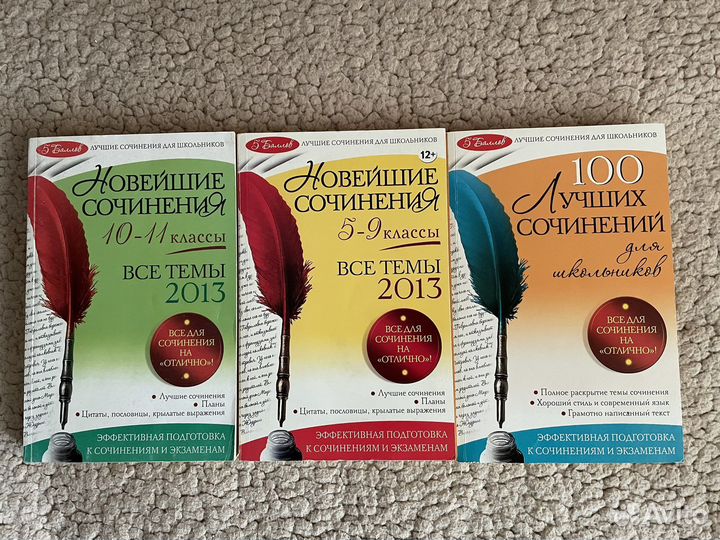 5 Баллов
ЛУЧШИЕ СОЧИНЕНИЯ ДЛЯ ШКОЛЬНИКОВ
НОВЕЙШИЕ
СОЧИНЕНИЯ
10-11 КЛАССЫ
ВСЕ ТЕМЫ
2013
ВСЕ ДЛЯ
СОЧИНЕНИЯ
НА
«ОТЛИЧНО»!
• Лучшие сочинения
• Планы
• Цитаты, пословицы, крылатые выражения
ЭФФЕКТИВНАЯ ПОДГОТОВКА
К СОЧИНЕНИЯМ И ЭКЗАМЕНАМ
5 Баллов
ЛУЧШИЕ СОЧИНЕНИЯ ДЛЯ ШКОЛЬНИКОВ
12+
НОВЕЙШИЕ
СОЧИНЕНИЯ
5-9 КЛАССЫ
ВСЕ ТЕМЫ
2013
ВСЕ ДЛЯ
СОЧИНЕНИЯ
НА
«ОТЛИЧНО»!
• Лучшие сочинения
• Планы
• Цитаты, пословицы, крылатые выражения
ЭФФЕКТИВНАЯ ПОДГОТОВКА
К СОЧИНЕНИЯМ И ЭКЗАМЕНАМ
5 Баллов
ЛУЧШИЕ СОЧИНЕНИЯ ДЛЯ ШКОЛЬНИКОВ
100
ЛУЧШИХ
СОЧИНЕНИЙ
для
школьников
ВСЕ ДЛЯ
СОЧИНЕНИЯ
НА
«ОТЛИЧНО»!
• Полное раскрытие темы сочинения
• Хороший стиль и современный язык
• Грамотно написанный текст
ЭФФЕКТИВНАЯ ПОДГОТОВКА
К СОЧИНЕНИЯМ И ЭКЗАМЕНАМ
Avito